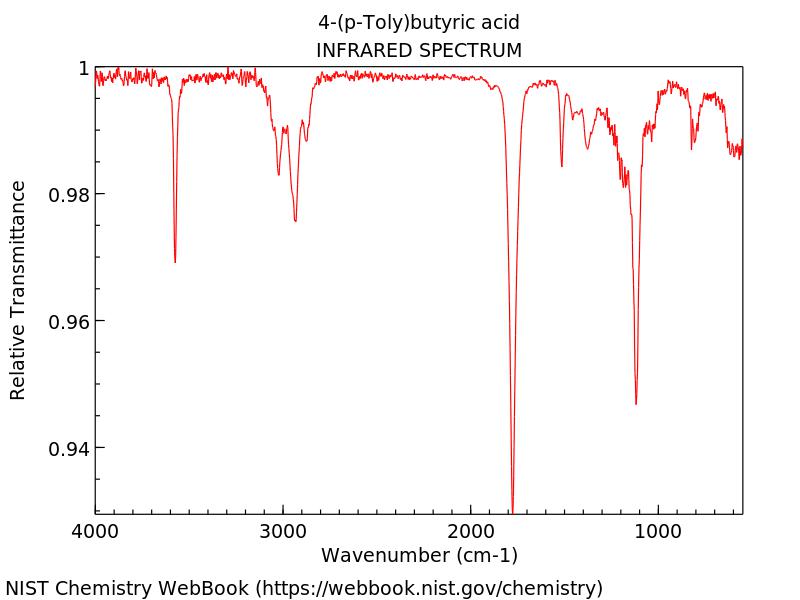 4-(p-Toly)butyric acid
INFRARED SPECTRUM
1
0.98
0.96
0.94
Relative Transmittance
4000 3000 2000 1000
Wavenumber (cm-1)
NIST Chemistry WebBook (https://webbook.nist.gov/chemistry)